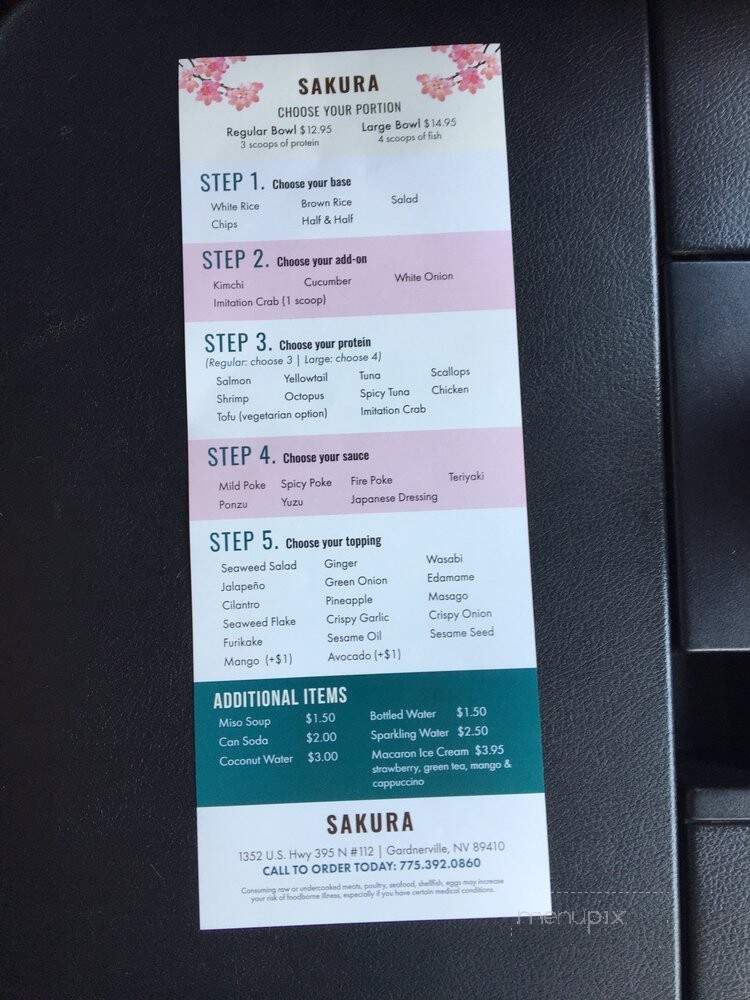 SAKURA
CHOOSE YOUR PORTION
Regular Bowl $12.95 Large Bowl $14.95
3 scoops of protein 4 scoops of fish
STEP 1. Choose your base
White Rice Brown Rice Salad
Chips Half & Half
STEP 2. Choose your add-on
Kimchi Cucumber White Onion
Imitation Crab (1 scoop)
STEP 3. Choose your protein
(Regular: choose 3 | Large: choose 4)
Salmon Yellowtail Tuna Scallops
Shrimp Octopus Spicy Tuna Chicken
Tofu (vegetarian option) Imitation Crab
STEP 4. Choose your sauce
Mild Poke Spicy Poke Fire Poke Teriyaki
Ponzu Yuzu Japanese Dressing
STEP 5. Choose your topping
Seaweed Salad Ginger Wasabi
Jalapeño Green Onion Edamame
Cilantro Pineapple Masago
Seaweed Flake Crispy Garlic Crispy Onion
Furikake Sesame Oil Sesame Seed
Mango (+$1) Avocado (+$1)
ADDITIONAL ITEMS
Miso Soup $1.50 Bottled Water $1.50
Can Soda $2.00 Sparkling Water $2.50
Coconut Water $3.00 Macaron Ice Cream $3.95
strawberry, green tea, mango &
cappuccino
SAKURA
1352 U.S. Hwy 395 N #112 | Gardnerville, NV 89410
CALL TO ORDER TODAY: 775.392.0860
Consuming raw or undercooked meats, poultry, seafood, shellfish, eggs may increase
your risk of foodborne illness, especially if you have certain medical conditions.
menupix